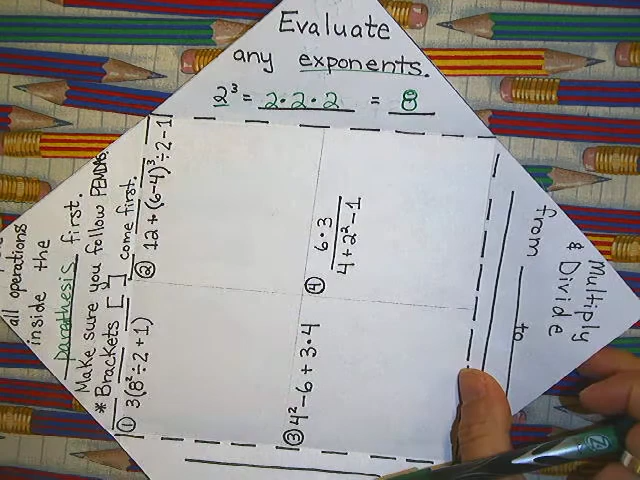 Evaluate
any exponents.
2³ = 2·2·2 = 8
all operations
inside the
parenthesis first.
Make sure you follow PEMDAS.
* Brackets [ ] come first.
① 3(8² ÷ 2 + 1)
② 12 + (6-4)³ ÷ 2 - 1
③ 4² - 6 + 3·4
④ 6·3
4 + 2² - 1
Multiply
& Divide
from ___ to